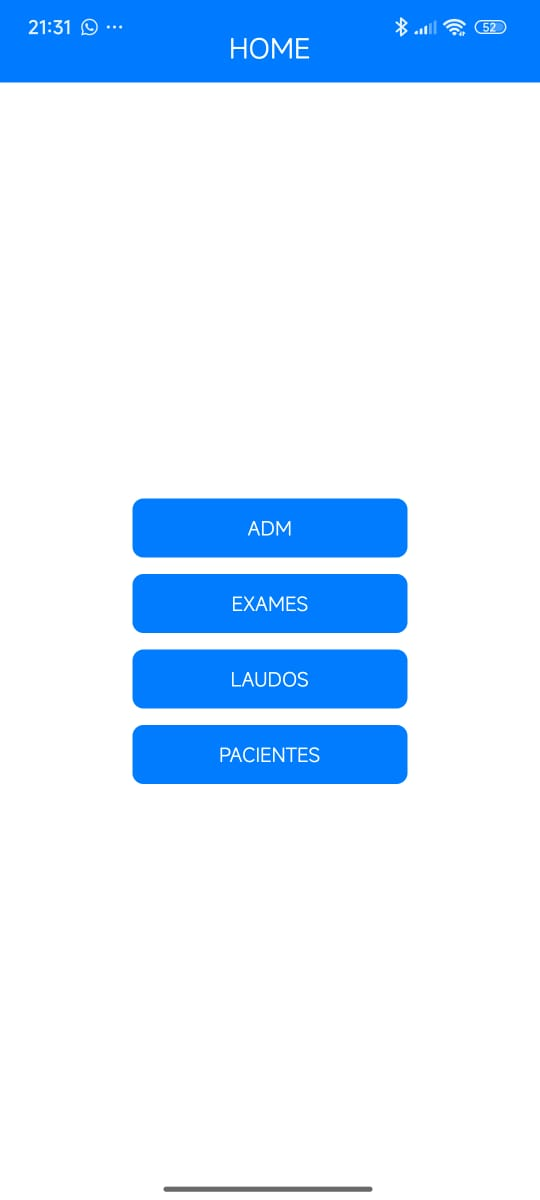 21:31 ... 52
HOME
ADM
EXAMES
LAUDOS
PACIENTES